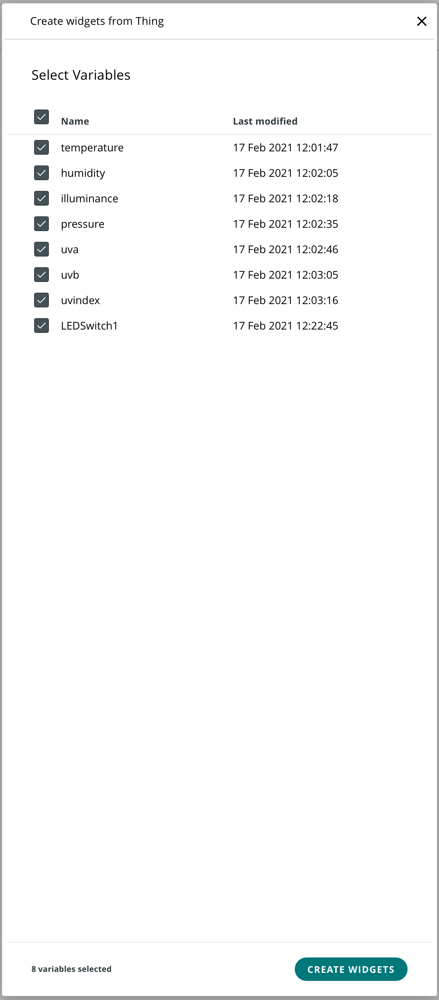 Create widgets from Thing
Select Variables
Name Last modified
temperature 17 Feb 2021 12:01:47
humidity 17 Feb 2021 12:02:05
illuminance 17 Feb 2021 12:02:18
pressure 17 Feb 2021 12:02:35
uva 17 Feb 2021 12:02:46
uvb 17 Feb 2021 12:03:05
uvindex 17 Feb 2021 12:03:16
LEDSwitch1 17 Feb 2021 12:22:45
8 variables selected CREATE WIDGETS